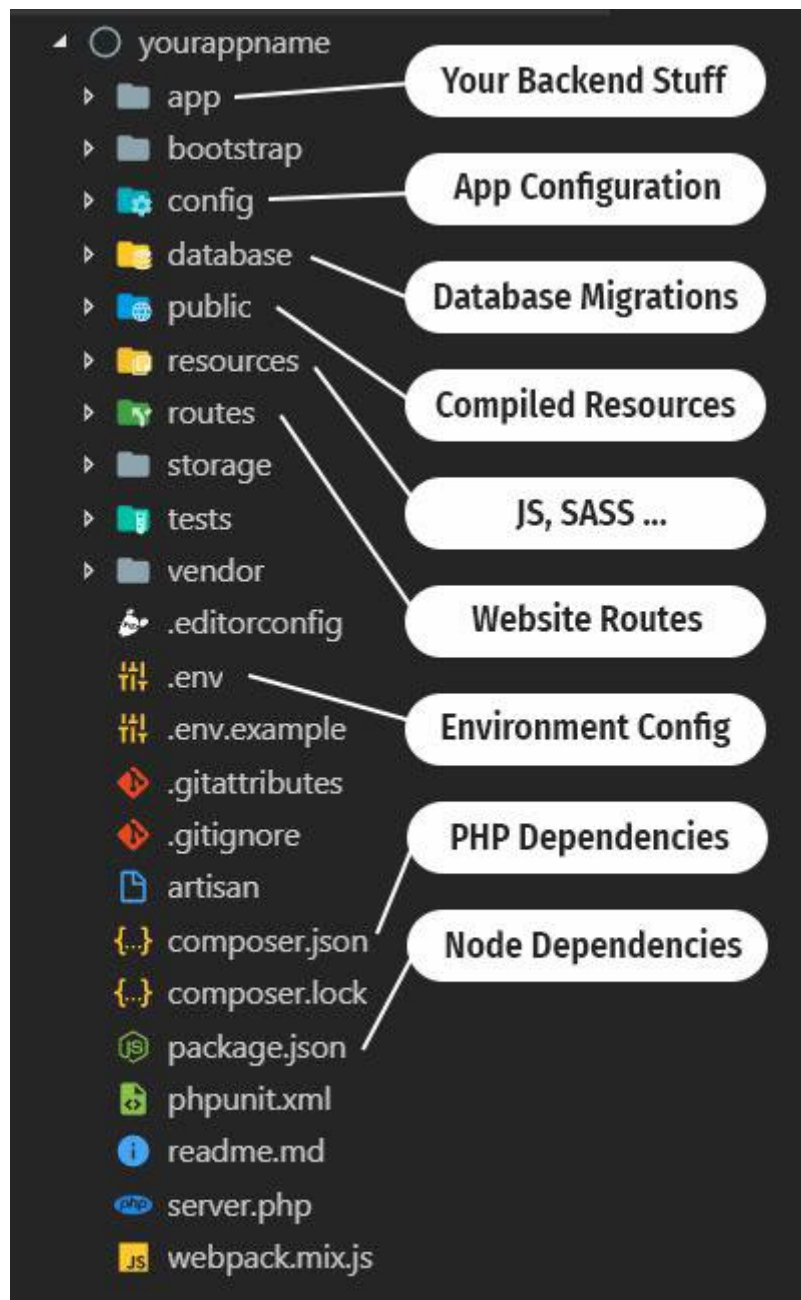 yourappname
app
Your Backend Stuff
bootstrap
config
App Configuration
database
Database Migrations
public
Compiled Resources
resources
JS, SASS ...
routes
Website Routes
storage
tests
vendor
.editorconfig
.env
Environment Config
.env.example
.gitattributes
.gitignore
artisan
composer.json
PHP Dependencies
composer.lock
package.json
Node Dependencies
phpunit.xml
readme.md
server.php
webpack.mix.js